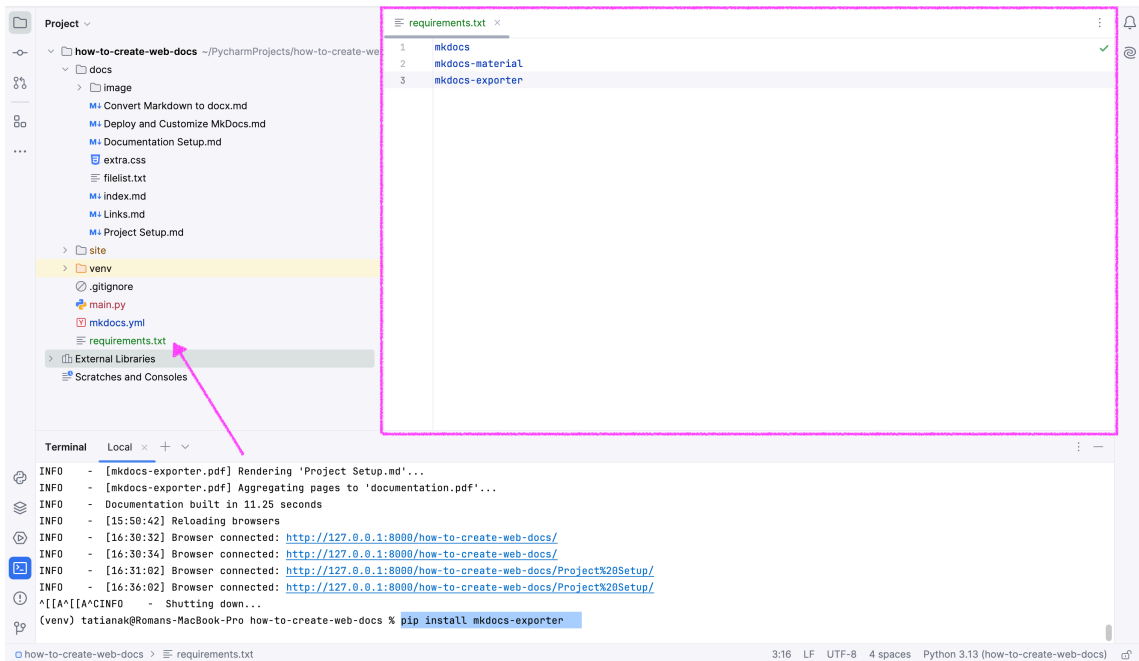 Project
how-to-create-web-docs ~/PycharmProjects/how-to-create-we
docs
image
M↓ Convert Markdown to docx.md
M↓ Deploy and Customize MkDocs.md
M↓ Documentation Setup.md
extra.css
filelist.txt
M↓ index.md
M↓ Links.md
M↓ Project Setup.md
site
venv
.gitignore
main.py
Y mkdocs.yml
requirements.txt
External Libraries
Scratches and Consoles
requirements.txt ×
1 mkdocs
2 mkdocs-material
3 mkdocs-exporter
Terminal Local × +
INFO - [mkdocs-exporter.pdf] Rendering 'Project Setup.md'...
INFO - [mkdocs-exporter.pdf] Aggregating pages to 'documentation.pdf'...
INFO - Documentation built in 11.25 seconds
INFO - [15:50:42] Reloading browsers
INFO - [16:30:32] Browser connected: http://127.0.0.1:8000/how-to-create-web-docs/
INFO - [16:30:34] Browser connected: http://127.0.0.1:8000/how-to-create-web-docs/
INFO - [16:31:02] Browser connected: http://127.0.0.1:8000/how-to-create-web-docs/Project%20Setup/
INFO - [16:36:02] Browser connected: http://127.0.0.1:8000/how-to-create-web-docs/Project%20Setup/
^[[A^[[A^CINFO - Shutting down...
(venv) tatianak@Romans-MacBook-Pro how-to-create-web-docs % pip install mkdocs-exporter
how-to-create-web-docs > requirements.txt 3:16 LF UTF-8 4 spaces Python 3.13 (how-to-create-web-docs)